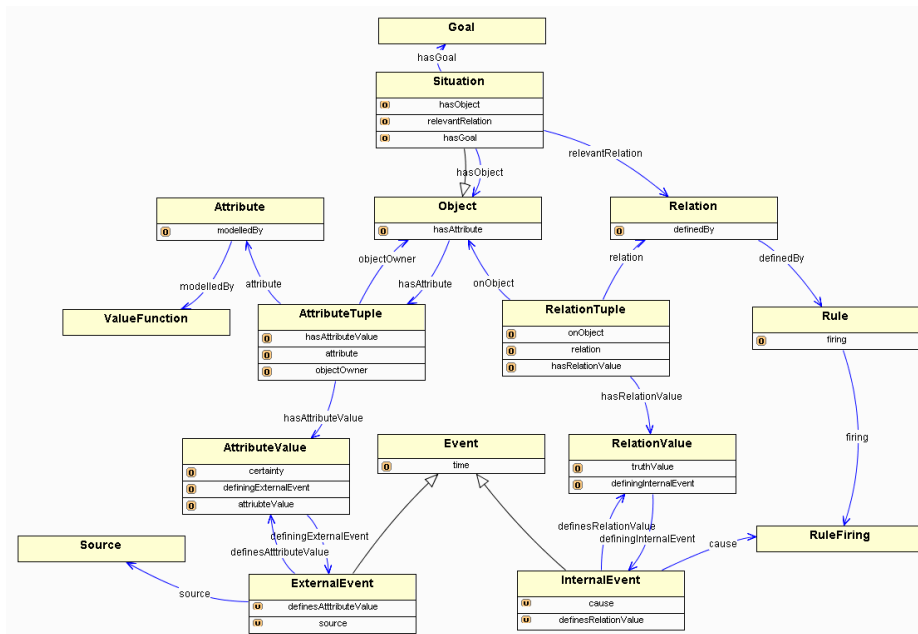 Goal
hasGoal
Situation
hasObject
relevantRelation
hasGoal
relevantRelation
hasObject
Attribute
modelledBy
Object
hasAttribute
Relation
definedBy
objectOwner
relation
definedBy
modelledBy
attribute
hasAttribute
onObject
ValueFunction
AttributeTuple
hasAttributeValue
attribute
objectOwner
RelationTuple
onObject
relation
hasRelationValue
Rule
firing
hasAttributeValue
hasRelationValue
firing
AttributeValue
certainty
definingExternalEvent
attriubteValue
Event
time
RelationValue
truthValue
definingInternalEvent
definesRelationValue
definingExternalEvent
definingInternalEvent
definesAtttributeValue
cause
Source
RuleFiring
source
ExternalEvent
definesAtttributeValue
source
InternalEvent
cause
definesRelationValue